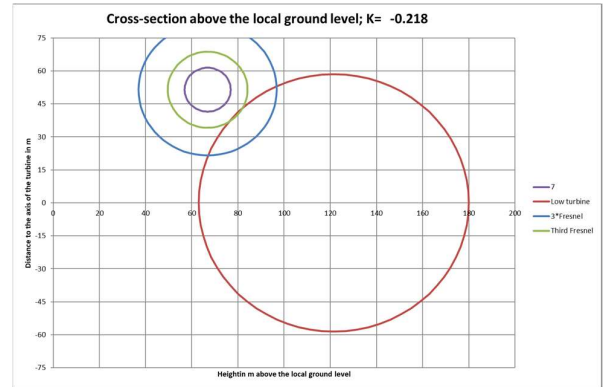 Cross-section above the local ground level; K= -0.218
75
60
45
30
15
0
-15
-30
-45
-60
-75
0 20 40 60 80 100 120 140 160 180 200
Distance to the axis of the turbine in m
Heightin m above the local ground level
7
Low turbine
3*Fresnel
Third Fresnel